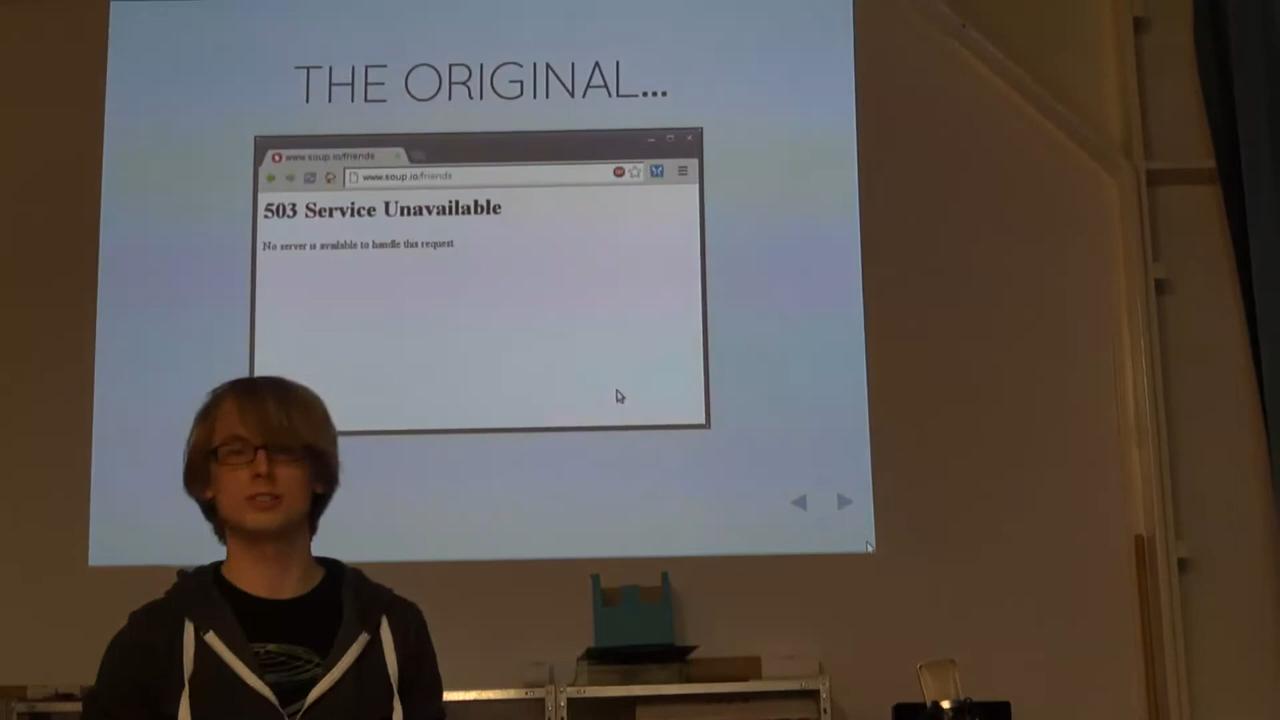 THE ORIGINAL...
www.soup.io/friends
www.soup.io/friends
503 Service Unavailable
No server is available to handle this request